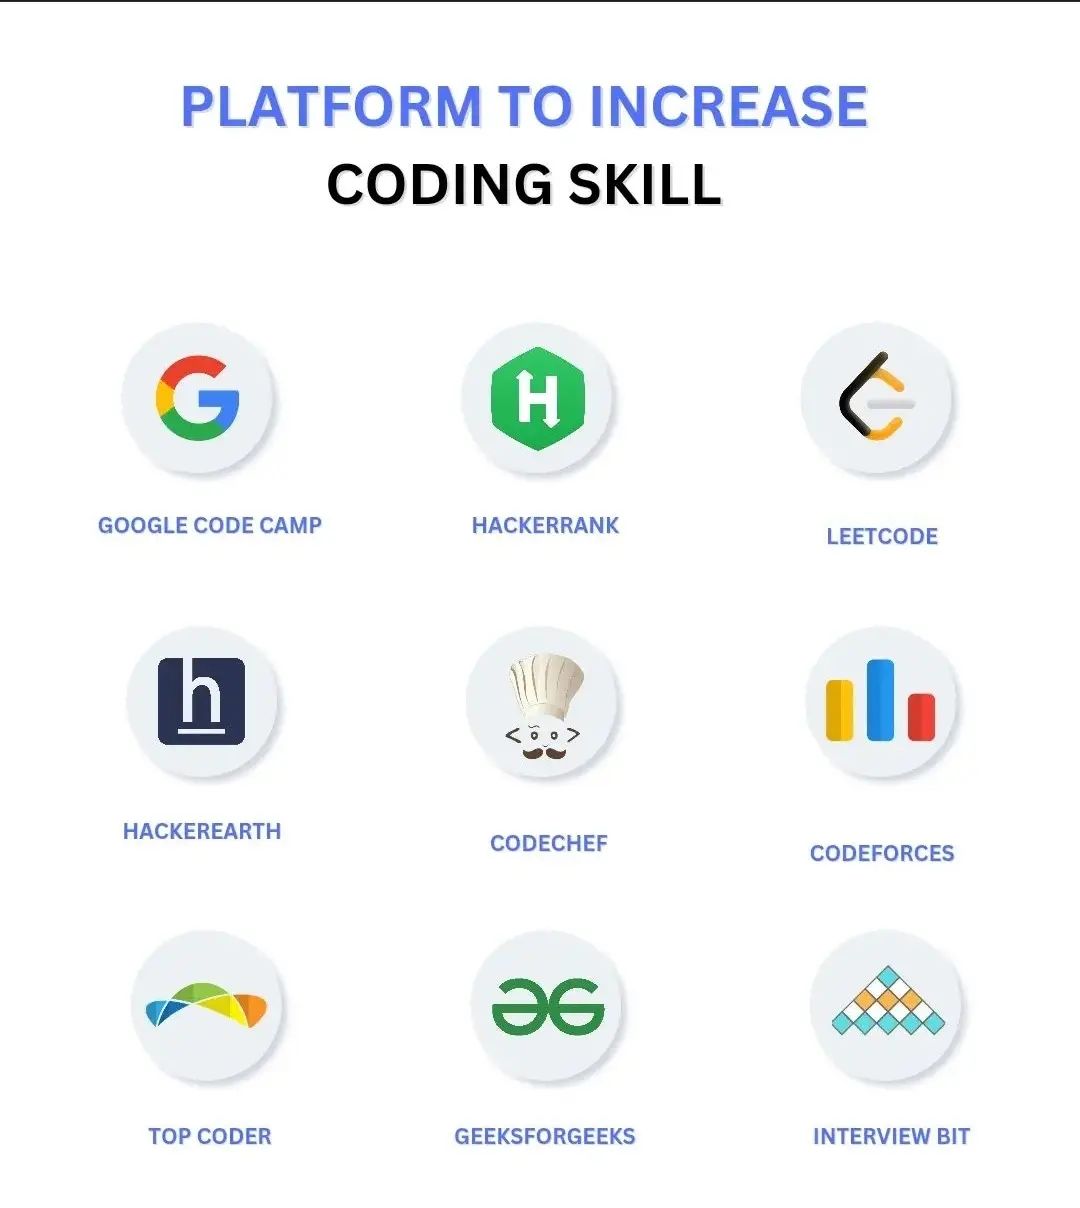 PLATFORM TO INCREASE
CODING SKILL
GOOGLE CODE CAMP
HACKERRANK
LEETCODE
h
HACKEREARTH
CODECHEF
CODEFORCES
TOP CODER
GEEKSFORGEEKS
INTERVIEW BIT